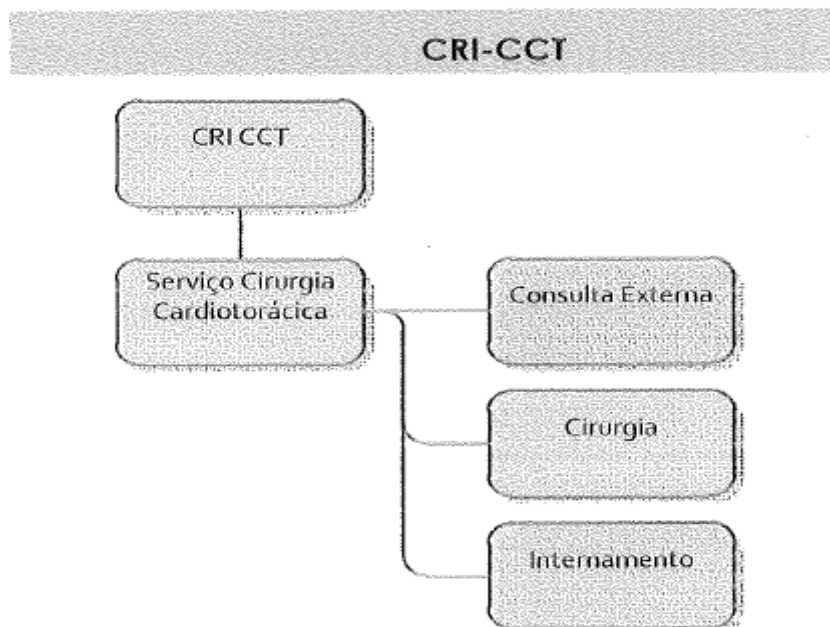 CRI-CCT
CRI CCT
Serviço Cirurgia
Cardiotorácica
Consulta Externa
Cirurgia
Internamento